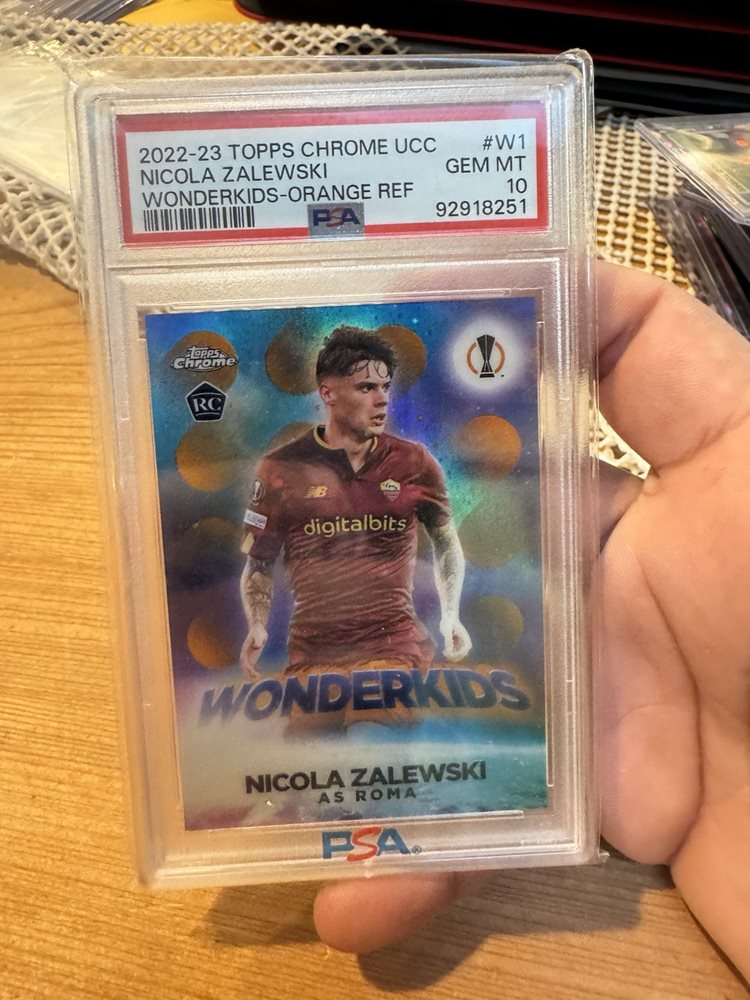 2022-23 TOPPS CHROME UCC #W1
NICOLA ZALEWSKI GEM MT
WONDERKIDS-ORANGE REF 10
PSA 92918251
Topps
Chrome
RC
NB
digitalbits
WONDERKIDS
NICOLA ZALEWSKI
AS ROMA
PSA®